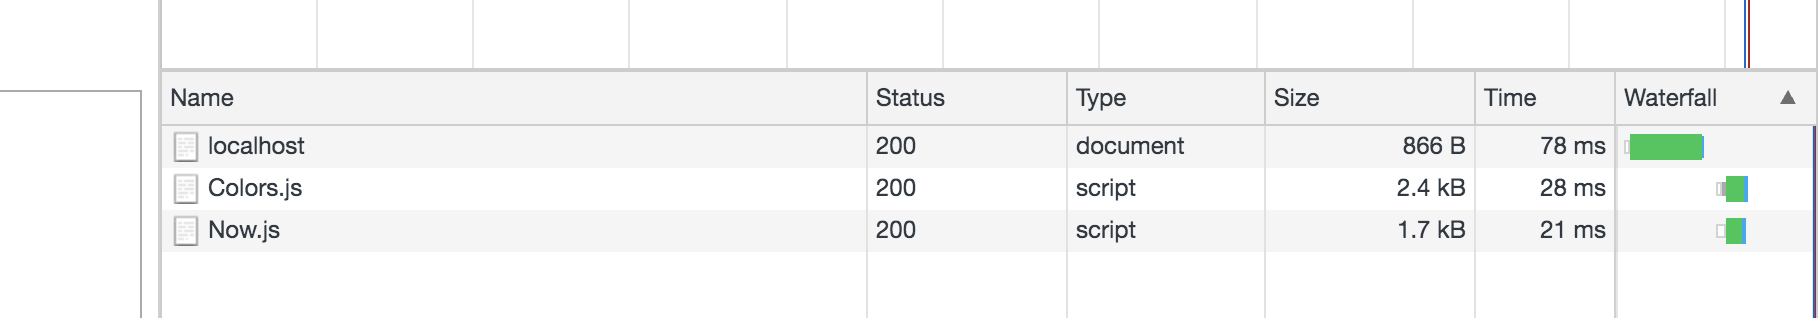 Name Status Type Size Time Waterfall ▲
localhost 200 document 866 B 78 ms
Colors.js 200 script 2.4 kB 28 ms
Now.js 200 script 1.7 kB 21 ms